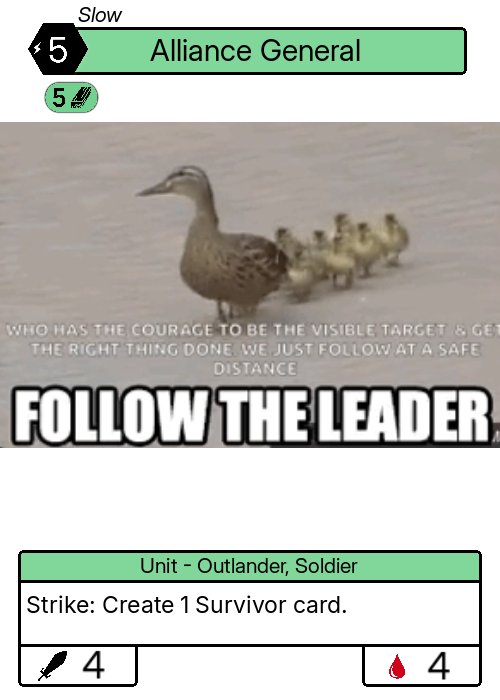 Slow
5
Alliance General
5
WHO HAS THE COURAGE TO BE THE VISIBLE TARGET & GET
THE RIGHT THING DONE WE JUST FOLLOW AT A SAFE
DISTANCE
FOLLOW THE LEADER
Unit - Outlander, Soldier
Strike: Create 1 Survivor card.
4
4